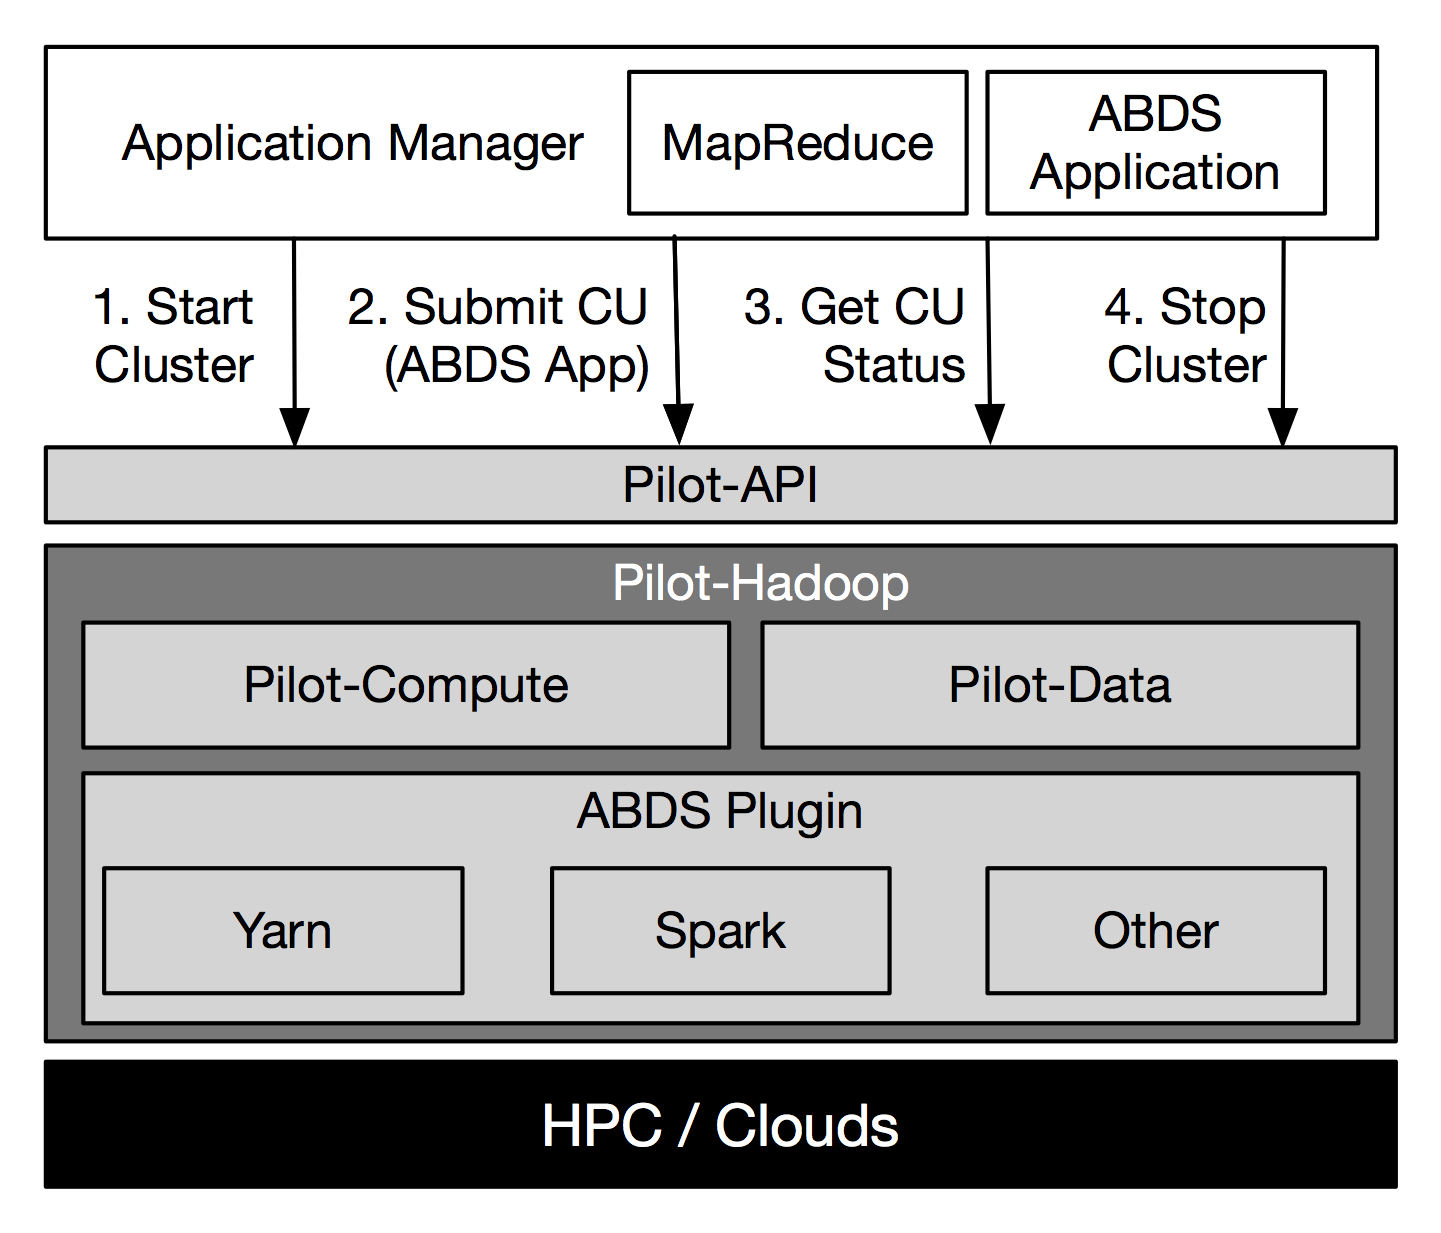 Application Manager
MapReduce
ABDS
Application
1. Start
Cluster
2. Submit CU
(ABDS App)
3. Get CU
Status
4. Stop
Cluster
Pilot-API
Pilot-Hadoop
Pilot-Compute
Pilot-Data
ABDS Plugin
Yarn
Spark
Other
HPC / Clouds